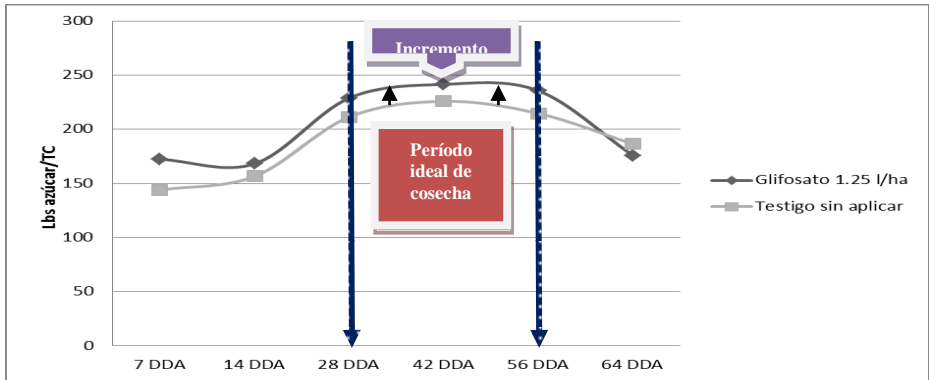 300
250
200
150
100
50
0
Lbs azúcar/TC
Incremento
Período
ideal de
cosecha
Glifosato 1.25 l/ha
Testigo sin aplicar
7 DDA 14 DDA 28 DDA 42 DDA 56 DDA 64 DDA